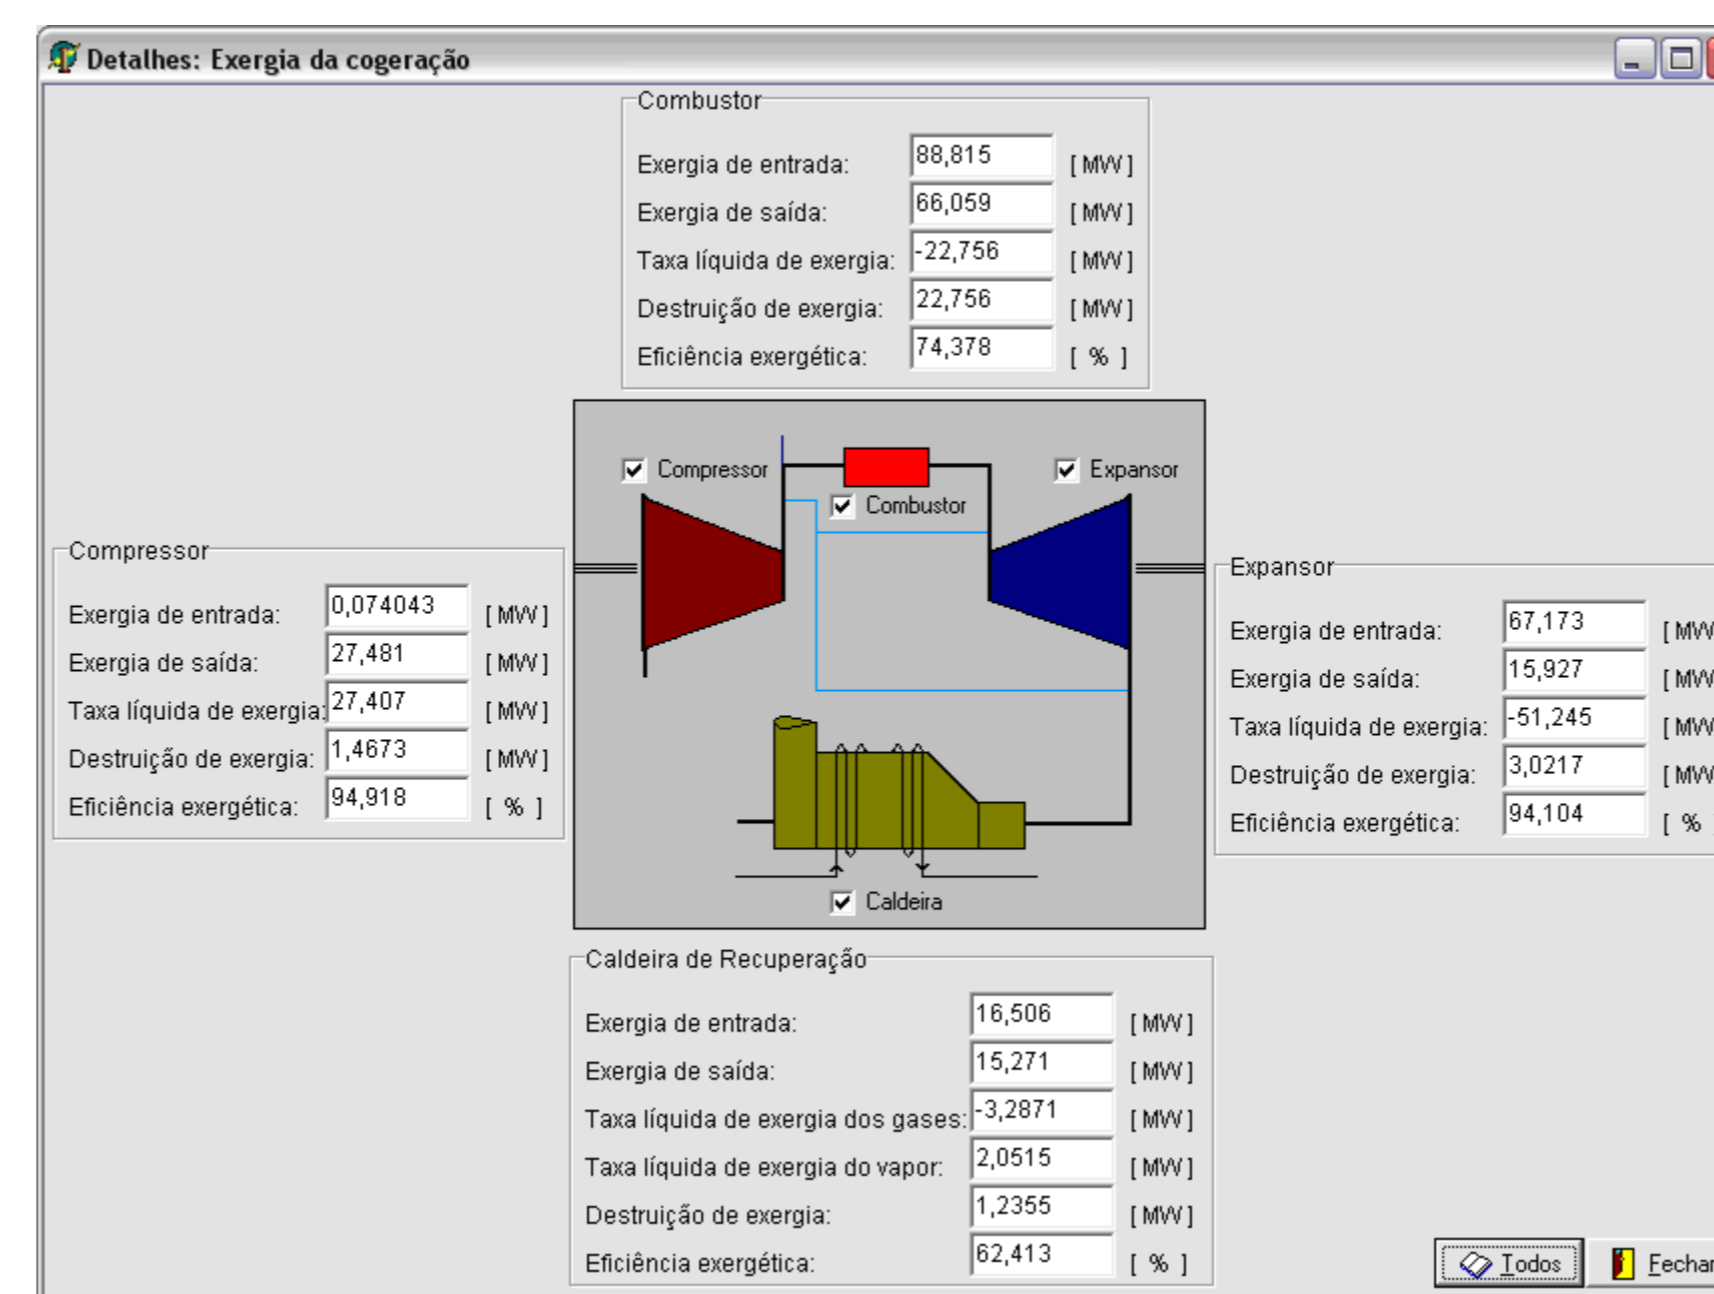 Detalhes: Exergia da cogeração
Combustor
Exergia de entrada: 88,815 [ MW ]
Exergia de saída: 66,059 [ MW ]
Taxa líquida de exergia: -22,756 [ MW ]
Destruição de exergia: 22,756 [ MW ]
Eficiência exergética: 74,378 [ % ]
Compressor
Combustor
Expansor
Caldeira
Compressor
Exergia de entrada: 0,074043 [ MW ]
Exergia de saída: 27,481 [ MW ]
Taxa líquida de exergia: 27,407 [ MW ]
Destruição de exergia: 1,4673 [ MW ]
Eficiência exergética: 94,918 [ % ]
Expansor
Exergia de entrada: 67,173 [ MW
Exergia de saída: 15,927 [ MW
Taxa líquida de exergia: -51,245 [ MW
Destruição de exergia: 3,0217 [ MW
Eficiência exergética: 94,104 [ % ]
Caldeira de Recuperação
Exergia de entrada: 16,506 [ MW ]
Exergia de saída: 15,271 [ MW ]
Taxa líquida de exergia dos gases: -3,2871 [ MW ]
Taxa líquida de exergia do vapor: 2,0515 [ MW ]
Destruição de exergia: 1,2355 [ MW ]
Eficiência exergética: 62,413 [ % ]
Todos
Fechar